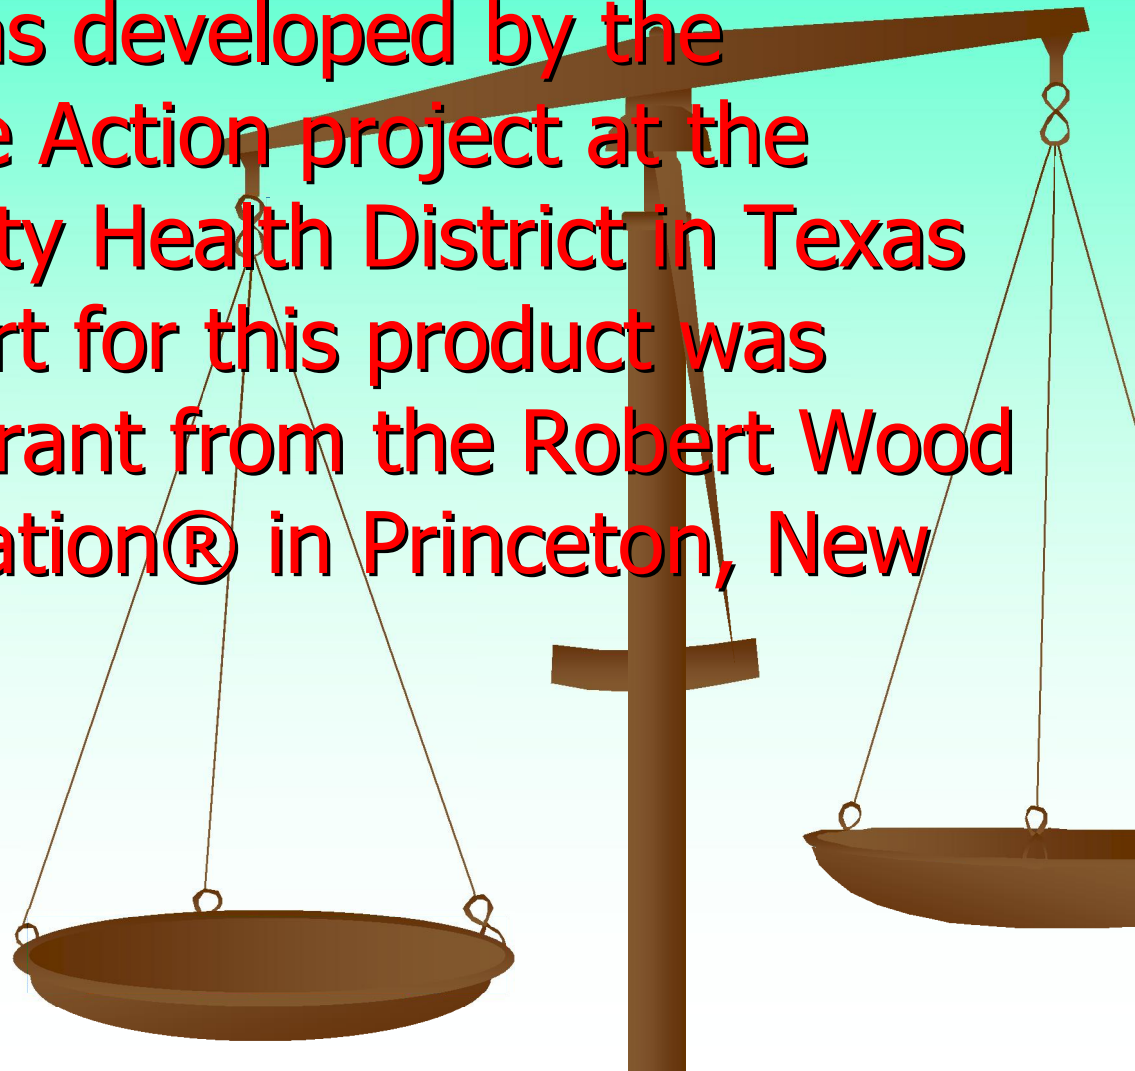 s developed by the
e Action project at the
ty Health District in Texas
rt for this product was
rant from the Robert Wood
ation® in Princeton, New